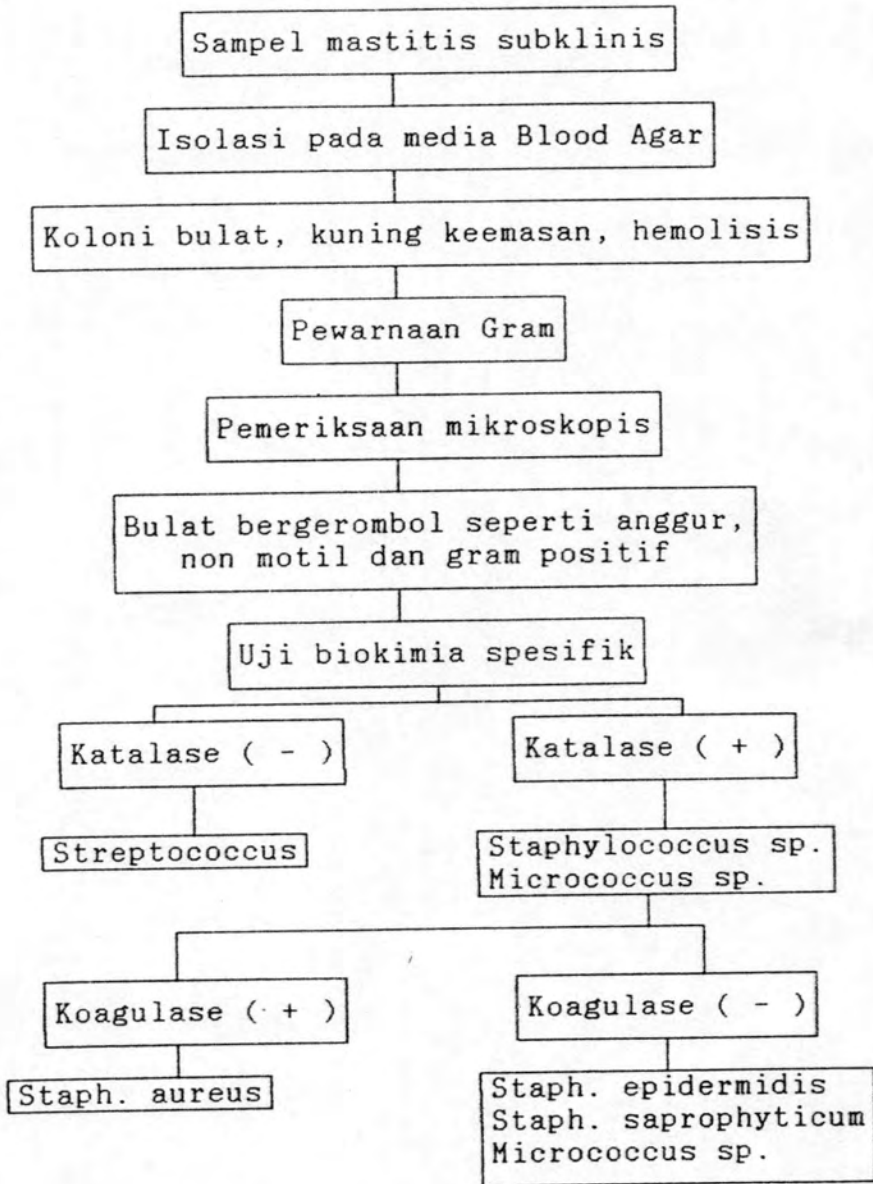 Sampel mastitis subklinis
Isolasi pada media Blood Agar
Koloni bulat, kuning keemasan, hemolisis
Pewarnaan Gram
Pemeriksaan mikroskopis
Bulat bergerombol seperti anggur,
non motil dan gram positif
Uji biokimia spesifik
Katalase ( - )
Katalase ( + )
Streptococcus
Staphylococcus sp.
Micrococcus sp.
Koagulase ( + )
Koagulase ( - )
Staph. aureus
Staph. epidermidis
Staph. saprophyticum
Micrococcus sp.